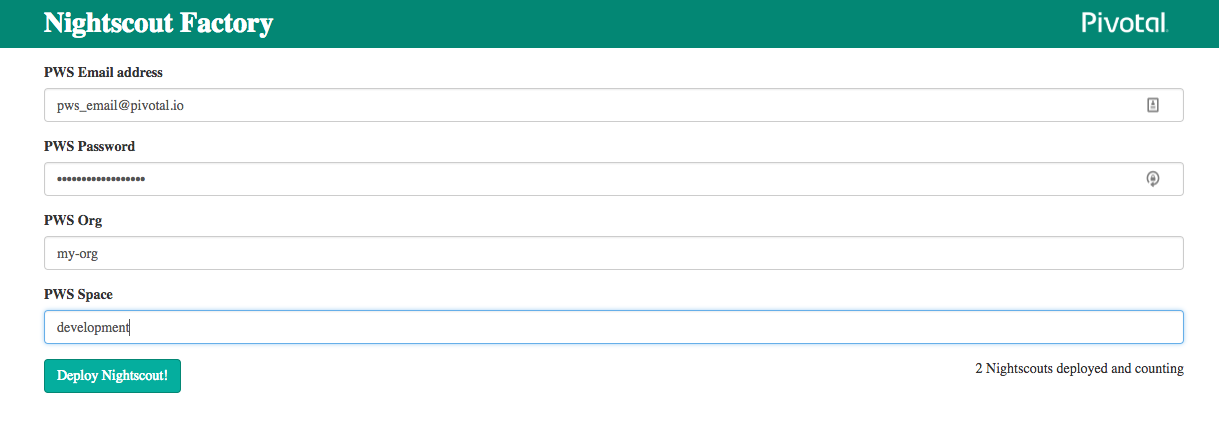 Nightscout Factory
Pivotal
PWS Email address
pws_email@pivotal.io
PWS Password
••••••••••••••••••
PWS Org
my-org
PWS Space
development
Deploy Nightscout!
2 Nightscouts deployed and counting